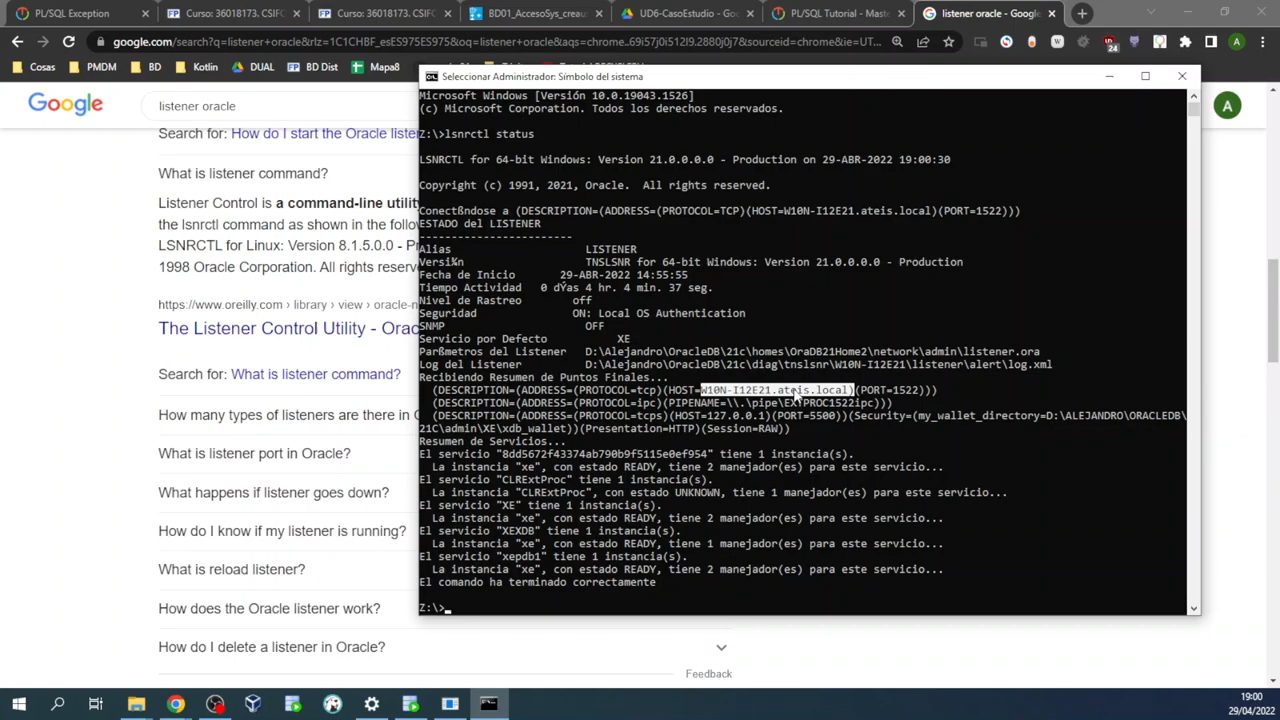 PL/SQL Exception
Curso: 36018173. CSIFC
Curso: 36018173. CSIFC
BD01_AccesoSys_creaus
UD6-CasoEstudio - Goo
PL/SQL Tutorial - Maste
listener oracle - Google
google.com/search?q=listener+oracle&rlz=1C1CHBF_esES975ES975&oq=listener+oracle&aqs=chrome..69i57j0i512l9.2880j0j7&sourceid=chrome&ie=UT...
24
A
Cosas
PMDM
BD
Kotlin
DUAL
BD Dist
Mapa8
Google
listener oracle
A
Search for: How do I start the Oracle listen
What is listener command?
Listener Control is a command-line utility
the lsnrctl command as shown in the follow
LSNRCTL for Linux: Version 8.1.5.0.0 - P
1998 Oracle Corporation. All rights reserve
https://www.oreilly.com › library › view › oracle-n
The Listener Control Utility - Orac
Search for: What is listener command?
How many types of listeners are there in O
What is listener port in Oracle?
What happens if listener goes down?
How do I know if my listener is running?
What is reload listener?
How does the Oracle listener work?
How do I delete a listener in Oracle?
Feedback
Seleccionar Administrador: Símbolo del sistema
Microsoft Windows [Versión 10.0.19043.1526]
(c) Microsoft Corporation. Todos los derechos reservados.
Z:\>lsnrctl status
LSNRCTL for 64-bit Windows: Version 21.0.0.0.0 - Production on 29-ABR-2022 19:00:30
Copyright (c) 1991, 2021, Oracle.  All rights reserved.
Conectßndose a (DESCRIPTION=(ADDRESS=(PROTOCOL=TCP)(HOST=W10N-I12E21.ateis.local)(PORT=1522)))
ESTADO del LISTENER
------------------------
Alias LISTENER
Versi¾n TNSLSNR for 64-bit Windows: Version 21.0.0.0.0 - Production
Fecha de Inicio 29-ABR-2022 14:55:55
Tiempo Actividad 0 dÝas 4 hr. 4 min. 37 seg.
Nivel de Rastreo off
Seguridad ON: Local OS Authentication
SNMP OFF
Servicio por Defecto XE
Parßmetros del Listener D:\Alejandro\OracleDB\21c\homes\OraDB21Home2\network\admin\listener.ora
Log del Listener D:\Alejandro\OracleDB\21c\diag\tnslsnr\W10N-I12E21\listener\alert\log.xml
Recibiendo Resumen de Puntos Finales...
(DESCRIPTION=(ADDRESS=(PROTOCOL=tcp)(HOST=W10N-I12E21.ateis.local)(PORT=1522)))
(DESCRIPTION=(ADDRESS=(PROTOCOL=ipc)(PIPENAME=\\.\pipe\EXTPROC1522ipc)))
(DESCRIPTION=(ADDRESS=(PROTOCOL=tcps)(HOST=127.0.0.1)(PORT=5500))(Security=(my_wallet_directory=D:\ALEJANDRO\ORACLEDB\
21C\admin\XE\xdb_wallet))(Presentation=HTTP)(Session=RAW))
Resumen de Servicios...
El servicio "8dd5672f43374ab790b9f5115e0ef954" tiene 1 instancia(s).
La instancia "xe", con estado READY, tiene 2 manejador(es) para este servicio...
El servicio "CLRExtProc" tiene 1 instancia(s).
La instancia "CLRExtProc", con estado UNKNOWN, tiene 1 manejador(es) para este servicio...
El servicio "XE" tiene 1 instancia(s).
La instancia "xe", con estado READY, tiene 2 manejador(es) para este servicio...
El servicio "XEXDB" tiene 1 instancia(s).
La instancia "xe", con estado READY, tiene 1 manejador(es) para este servicio...
El servicio "xepdb1" tiene 1 instancia(s).
La instancia "xe", con estado READY, tiene 2 manejador(es) para este servicio...
El comando ha terminado correctamente
Z:\>
19:00
29/04/2022